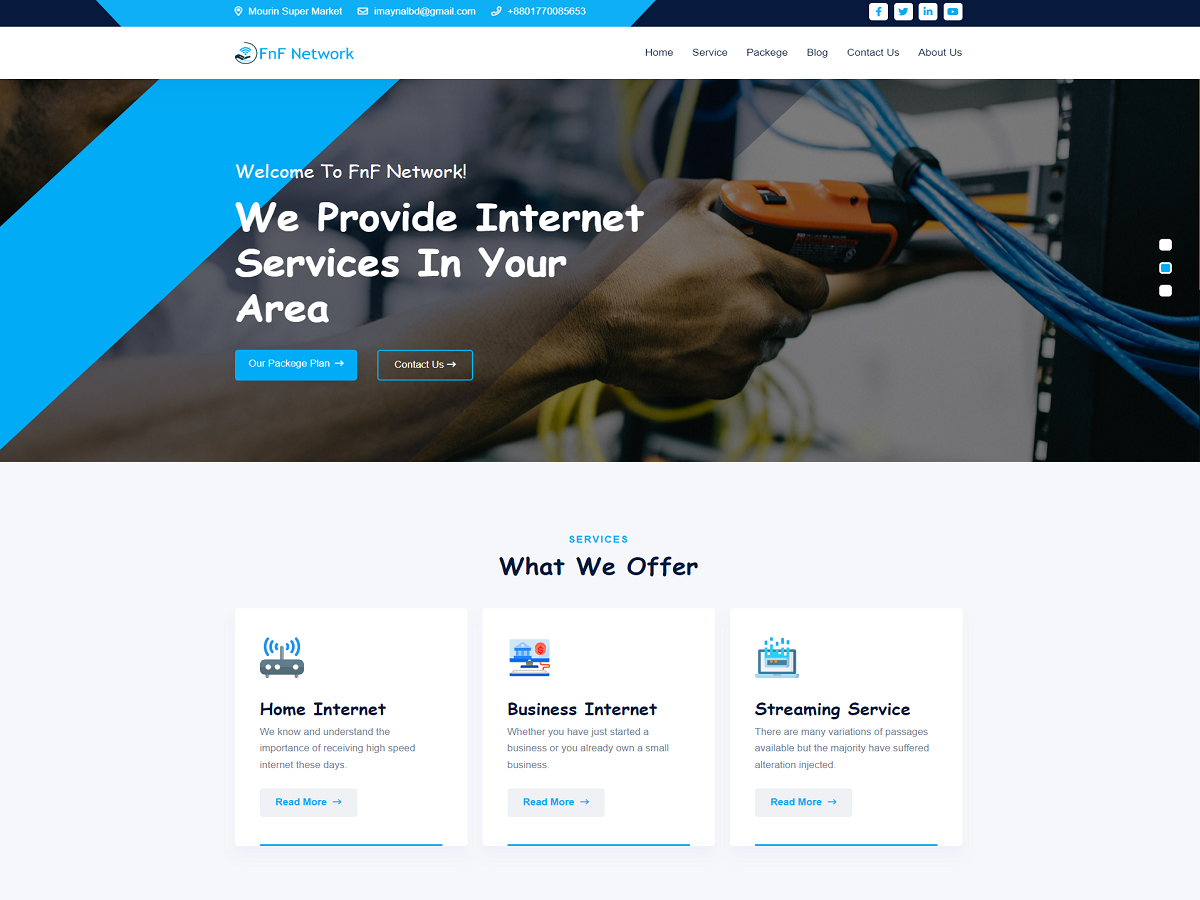 Mourin Super Market imaynalbd@gmail.com +8801770085653
FnF Network
Home Service Packege Blog Contact Us About Us
Welcome To FnF Network!
We Provide Internet
Services In Your
Area
Our Packege Plan →
Contact Us →
SERVICES
What We Offer
Home Internet
We know and understand the
importance of receiving high speed
internet these days.
Read More →
Business Internet
Whether you have just started a
business or you already own a small
business.
Read More →
Streaming Service
There are many variations of passages
available but the majority have suffered
alteration injected.
Read More →